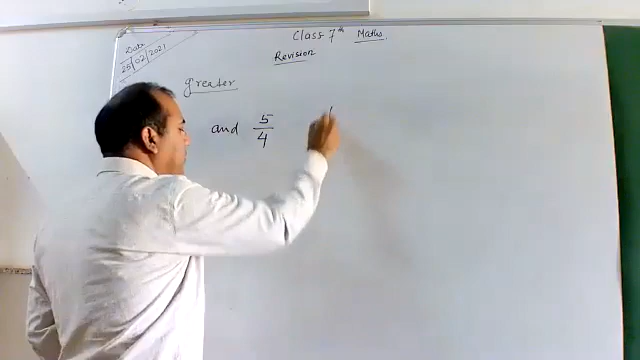 Class 7th Maths
Date
25/02/2021
Revision
greater
and 5/4